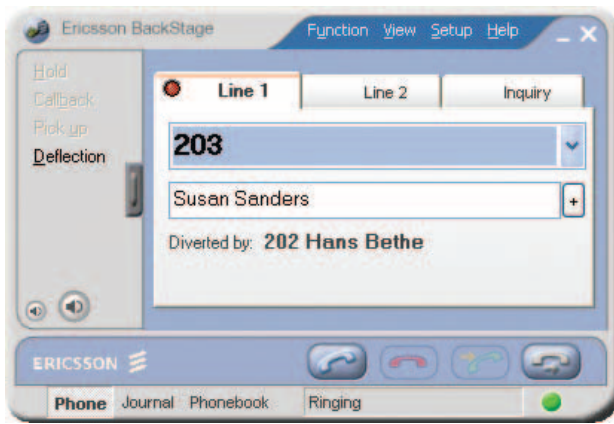 Ericsson BackStage
Function View Setup Help
Hold
Callback
Pick up
Deflection
Line 1
Line 2
Inquiry
203
Susan Sanders
+
Diverted by: 202 Hans Bethe
ERICSSON
Phone Journal Phonebook Ringing